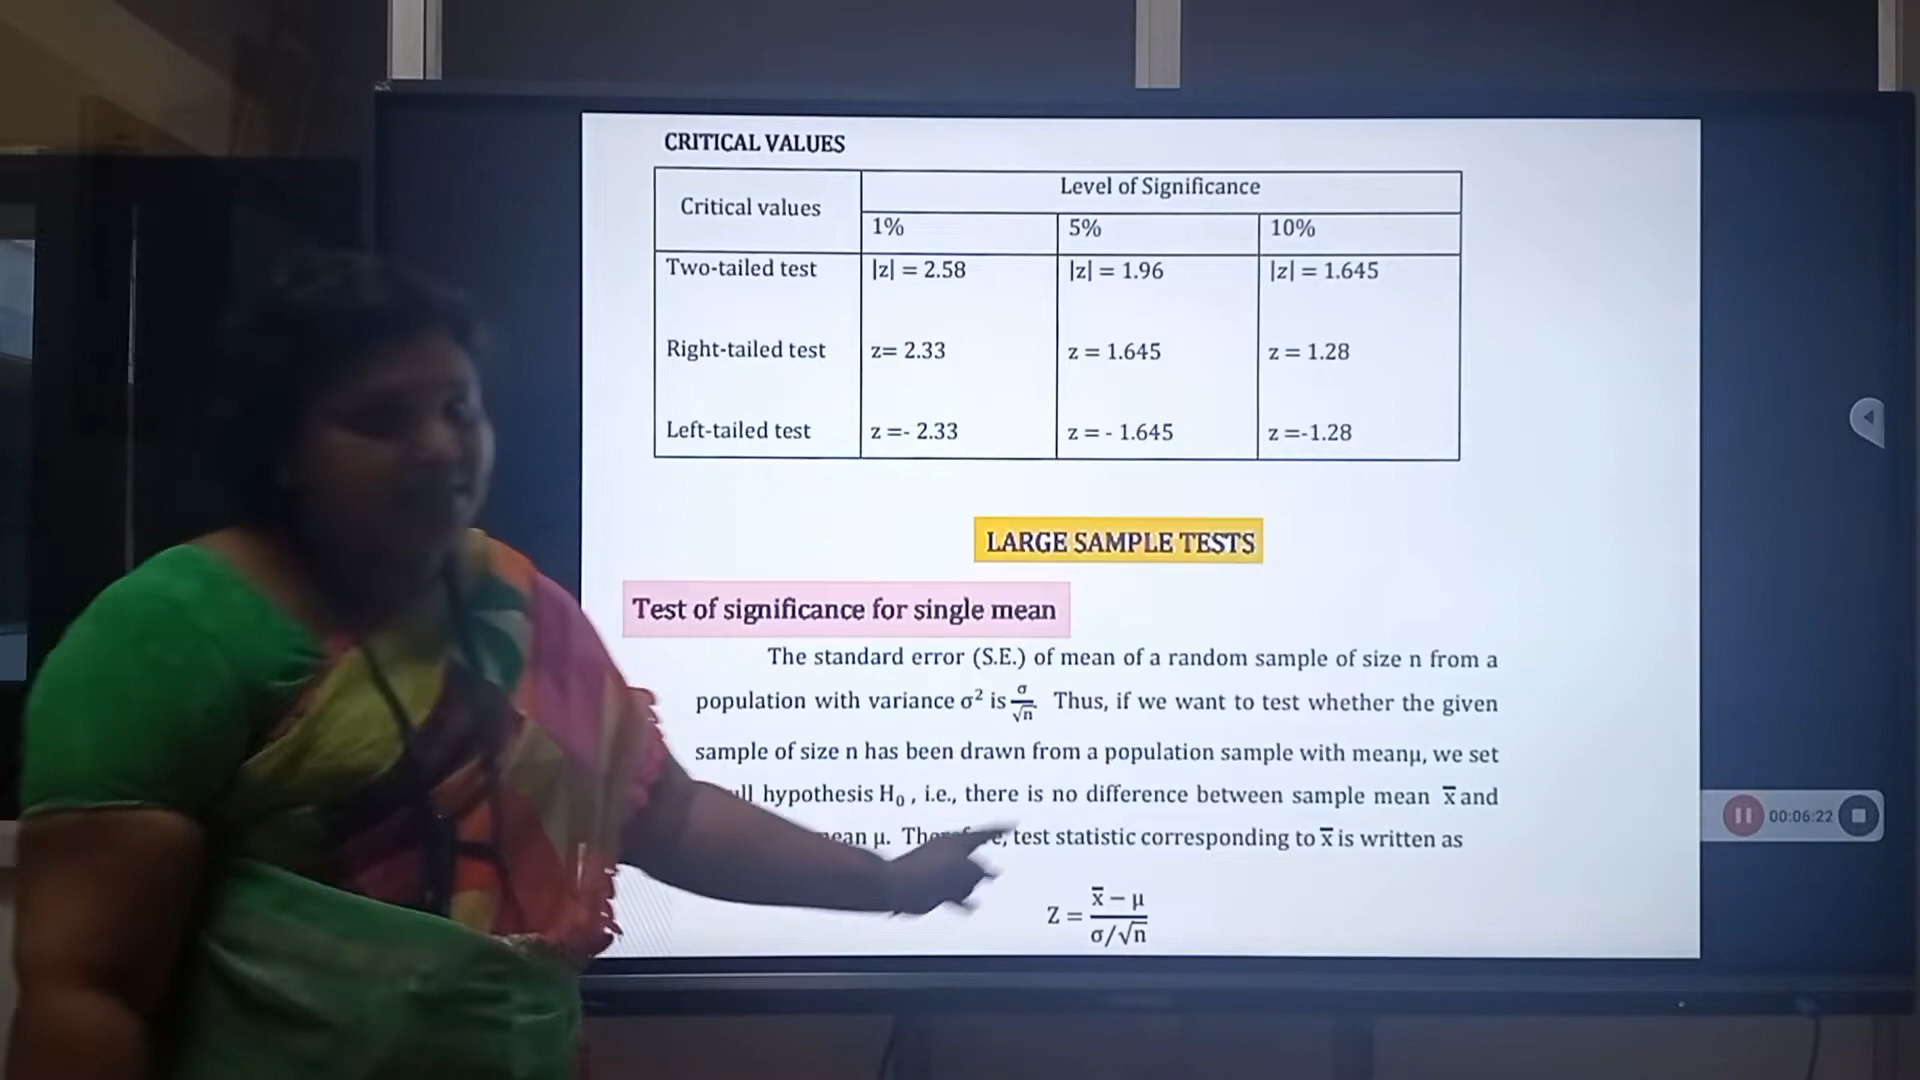 CRITICAL VALUES
Critical values
Level of Significance
1% 5% 10%
Two-tailed test |z| = 2.58 |z| = 1.96 |z| = 1.645
Right-tailed test z= 2.33 z = 1.645 z = 1.28
Left-tailed test z =- 2.33 z = - 1.645 z =-1.28
LARGE SAMPLE TESTS
Test of significance for single mean
The standard error (S.E.) of mean of a random sample of size n from a
population with variance σ² is σ/√n. Thus, if we want to test whether the given
sample of size n has been drawn from a population sample with meanμ, we set
hypothesis H₀ , i.e., there is no difference between sample mean x̅ and
μ. test statistic corresponding to x̅ is written as
Z = (x̅ − μ)/(σ/√n)
00:06:22